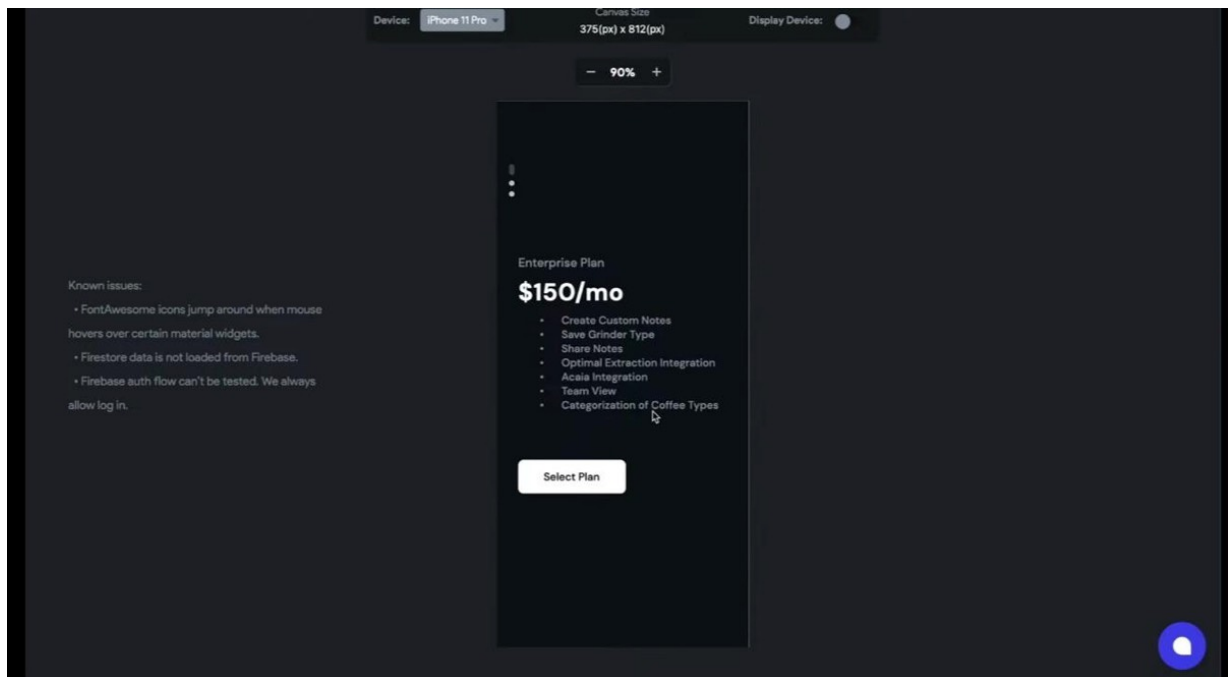 Device:
iPhone 11 Pro
Canvas Size
375(px) x 812(px)
Display Device:
− 90% +
Known issues:
• FontAwesome icons jump around when mouse
hovers over certain material widgets.
• Firestore data is not loaded from Firebase.
• Firebase auth flow can't be tested. We always
allow log in.
Enterprise Plan
$150/mo
• Create Custom Notes
• Save Grinder Type
• Share Notes
• Optimal Extraction Integration
• Acaia Integration
• Team View
• Categorization of Coffee Types
Select Plan